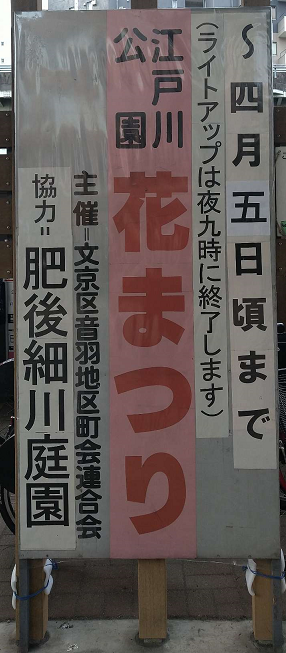 ～四月五日頃まで
(ライトアップは夜九時に終了します)
江戸川
公園
花まつり
主催=文京区音羽地区町会連合会
協力=肥後細川庭園